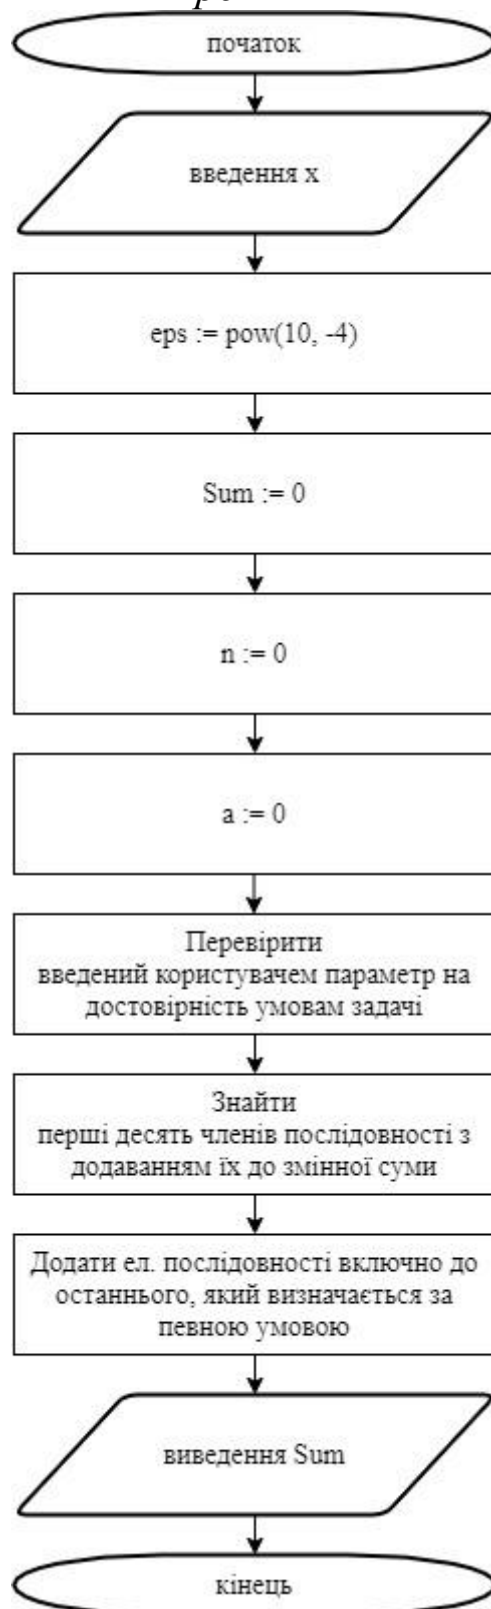 початок
введення x
eps := pow(10, -4)
Sum := 0
n := 0
a := 0
Перевірити
введений користувачем параметр на
достовірність умовам задачі
Знайти
перші десять членів послідовності з
додаванням їх до змінної суми
Додати ел. послідовності включно до
останнього, який визначається за
певною умовою
виведення Sum
кінець